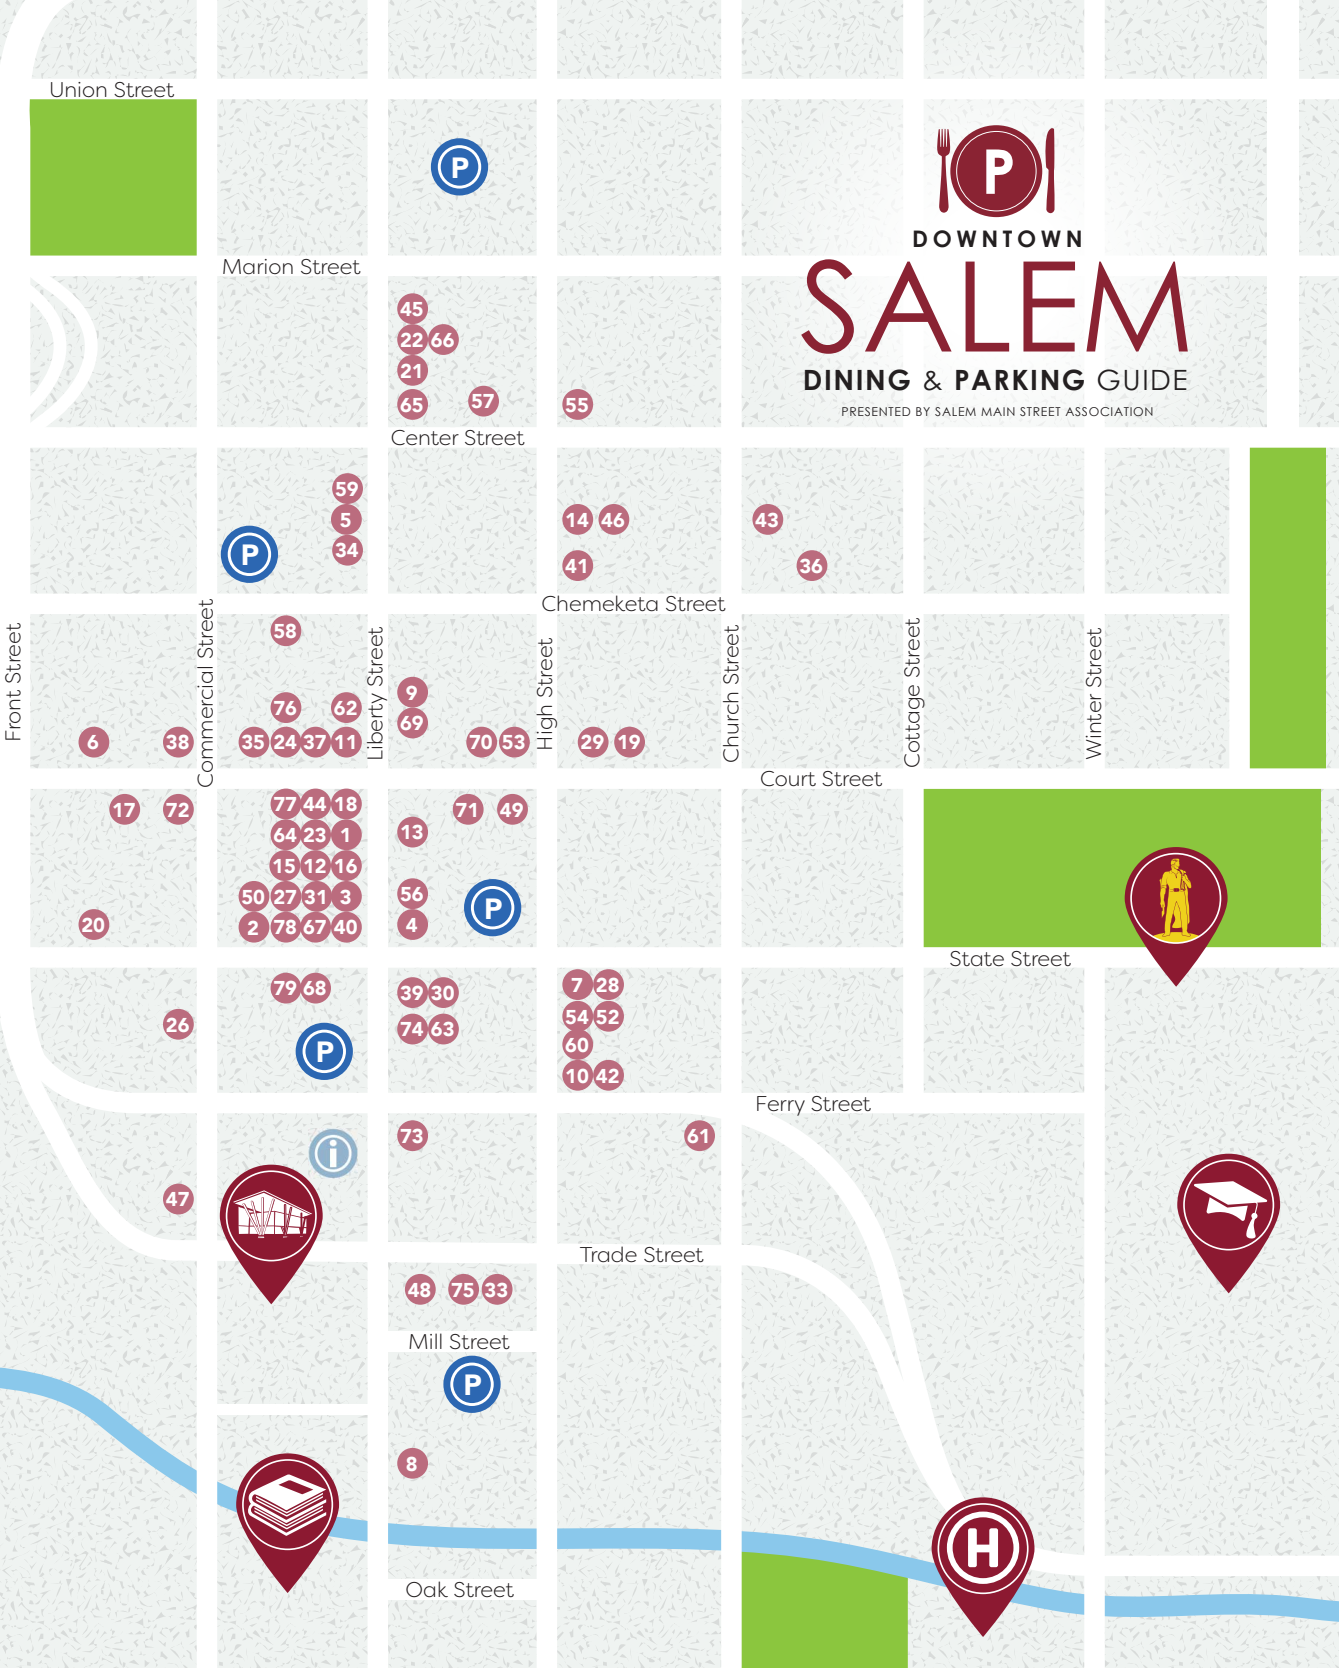 Union Street
P
P
DOWNTOWN
SALEM
DINING & PARKING GUIDE
PRESENTED BY SALEM MAIN STREET ASSOCIATION
Marion Street
45
22 66
21
65 57 55
Center Street
59
5
34
P
14 46
41
43
36
Chemeketa Street
Front Street
Commercial Street
Liberty Street
High Street
Church Street
Cottage Street
Winter Street
58
76 62
9
69
6 38 35 24 37 11 70 53 29 19
Court Street
17 72 77 44 18 71 49
64 23 1 13
15 12 16
50 27 31 3 56 P
20 2 78 67 40 4
State Street
79 68 39 30 7 28
26 74 63 54 52
P 60
10 42
Ferry Street
73 61
i
47
Trade Street
48 75 33
Mill Street
P
8
H
Oak Street